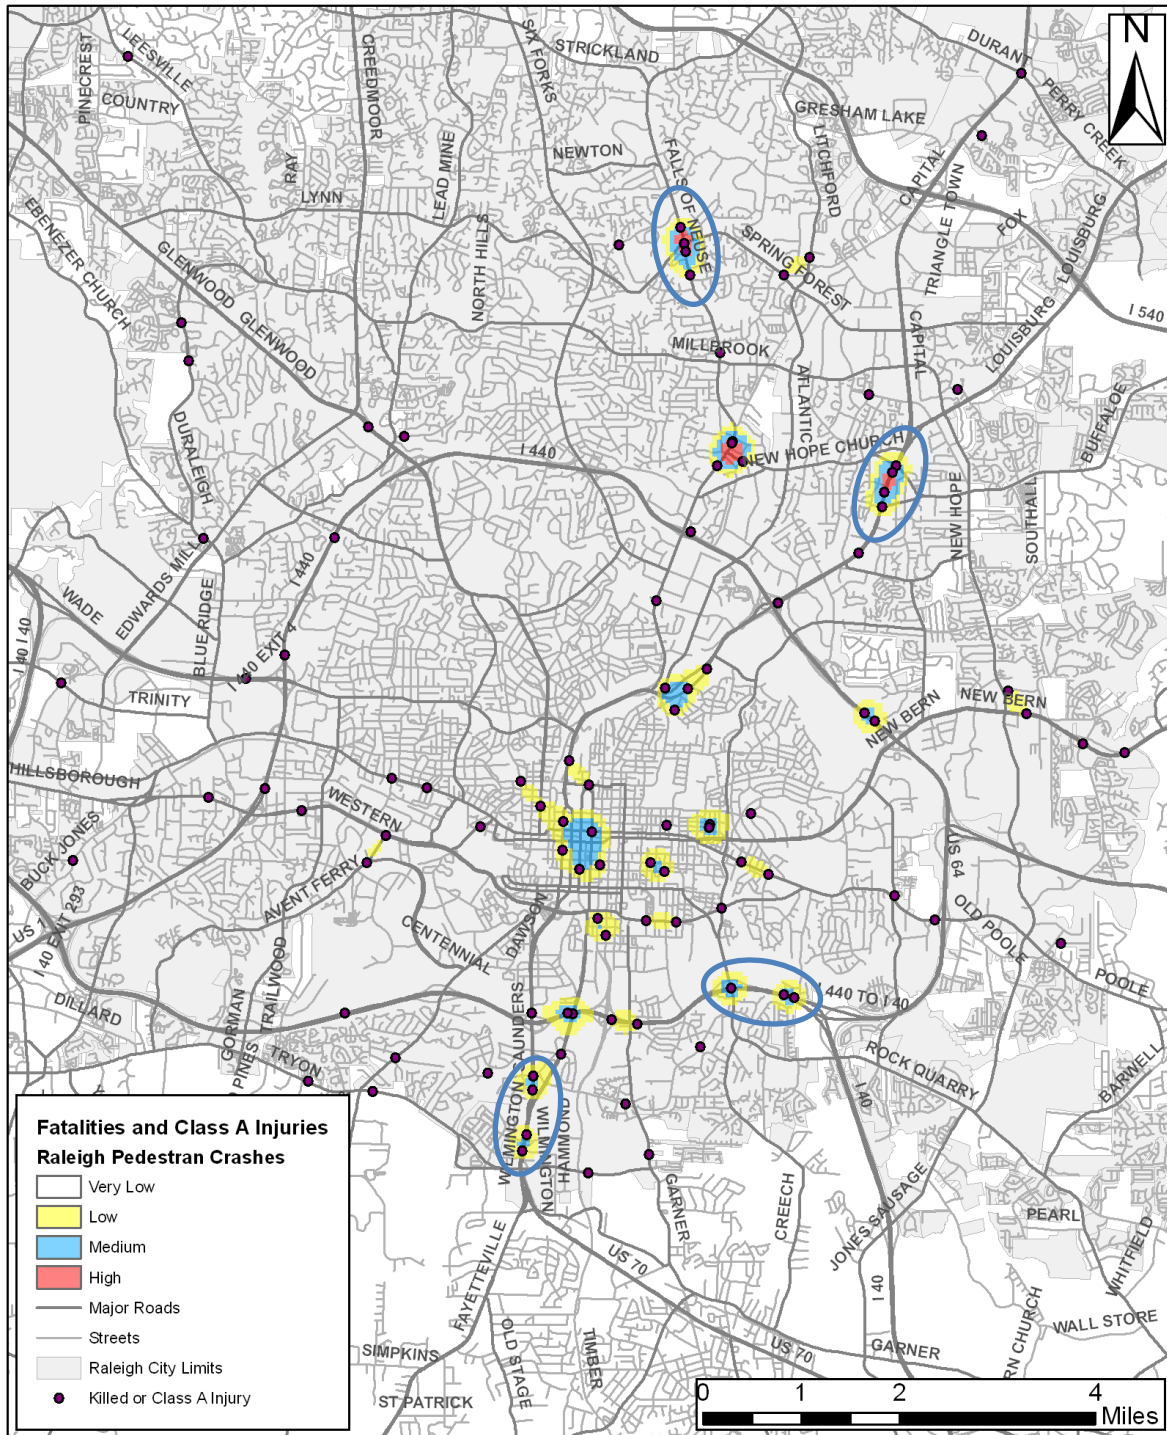 N
STRICKLAND
SIX FORKS
DURANT
LEESVILLE
PINECREST
COUNTRY
CREEDMOOR
PERRY CREEK
GRESHAM LAKE
LITCHFORD
NEWTON
FALLS OF NEUSE
CAPITAL
TRIANGLE TOWN
RAY
LYNN
LEAD MINE
FOX
LOUISBURG
EBENEZER CHURCH
GLENWOOD
GLENWOOD
NORTH HILLS
SPRING FOREST
I 540
CAPITAL
LOUISBURG
MILLBROOK
ATLANTIC
BUFFALOE
DURALEIGH
I 440
NEW HOPE CHURCH
NEW HOPE
SOUTHALL
I 440
WADE
EDWARDS MILL
BLUE RIDGE
I 40
I 40
I 440 EXIT 4
TRINITY
NEW BERN
NEW BERN
HILLSBOROUGH
WESTERN
BUCK JONES
US 64
AVENT FERRY
US 1
I 40 ENT 293
CENTENNIAL
DAWSON
OLD POOLE
POOLE
DILLARD
GORMAN
TRAILWOOD
PINES
TRYON
SAUNDERS
I 440 TO I 40
ROCK QUARRY
BARWELL
I 40
WILMINGTON
WILMINGTON
HAMMOND
GARNER
CREECH
JONES SAUSAGE
PEARL
WHITFIELD
FAYETTEVILLE
US 70
I 40
WALL STORE
RN CHURCH
US 70
GARNER
SIMPKINS
OLD STAGE
TIMBER
ST PATRICK
Fatalities and Class A Injuries
Raleigh Pedestran Crashes
Very Low
Low
Medium
High
Major Roads
Streets
Raleigh City Limits
Killed or Class A Injury
0 1 2 4
Miles